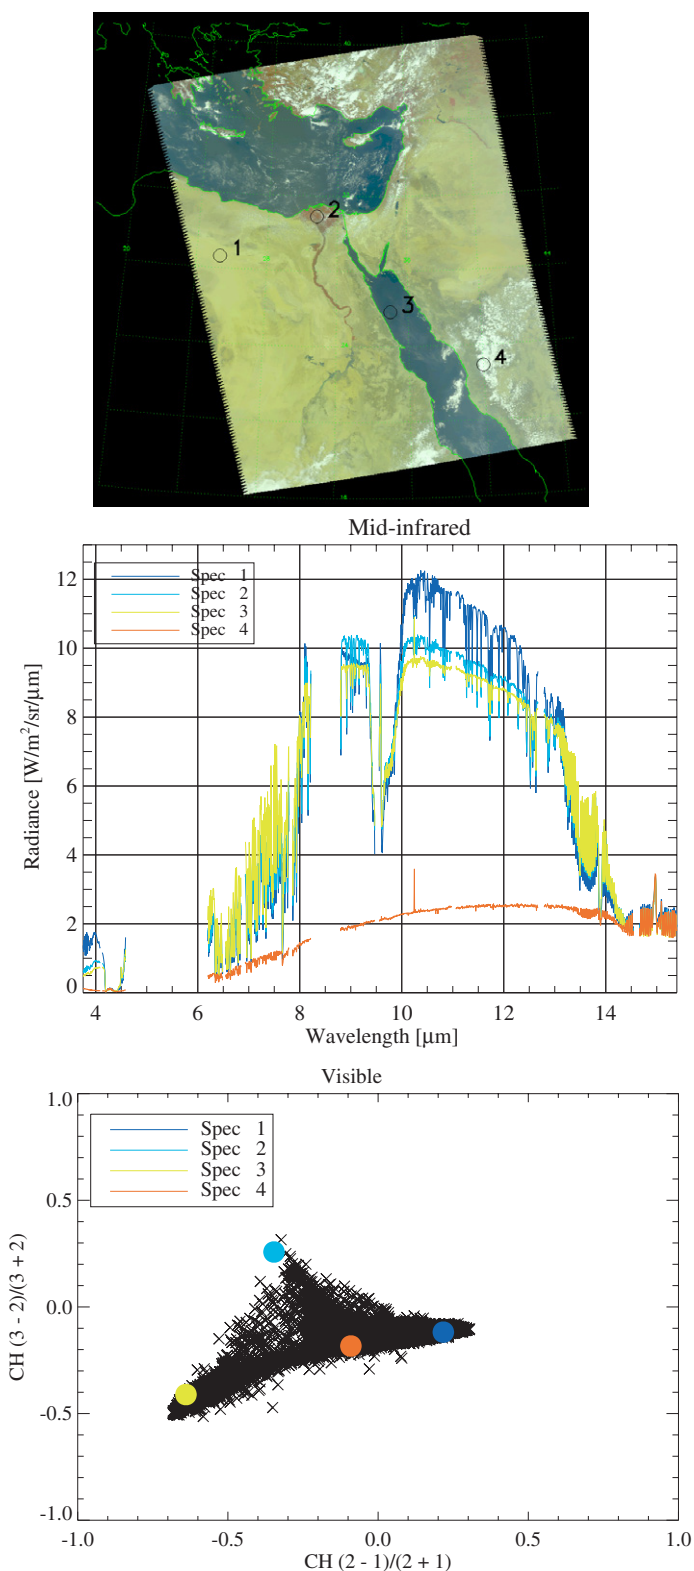 1
2
3
4
Mid-infrared
Spec 1
Spec 2
Spec 3
Spec 4
12
10
8
6
4
2
0
Radiance [W/m²/sr/μm]
4 6 8 10 12 14
Wavelength [μm]
Visible
Spec 1
Spec 2
Spec 3
Spec 4
1.0
0.5
0.0
-0.5
-1.0
CH (3 - 2)/(3 + 2)
-1.0 -0.5 0.0 0.5 1.0
CH (2 - 1)/(2 + 1)